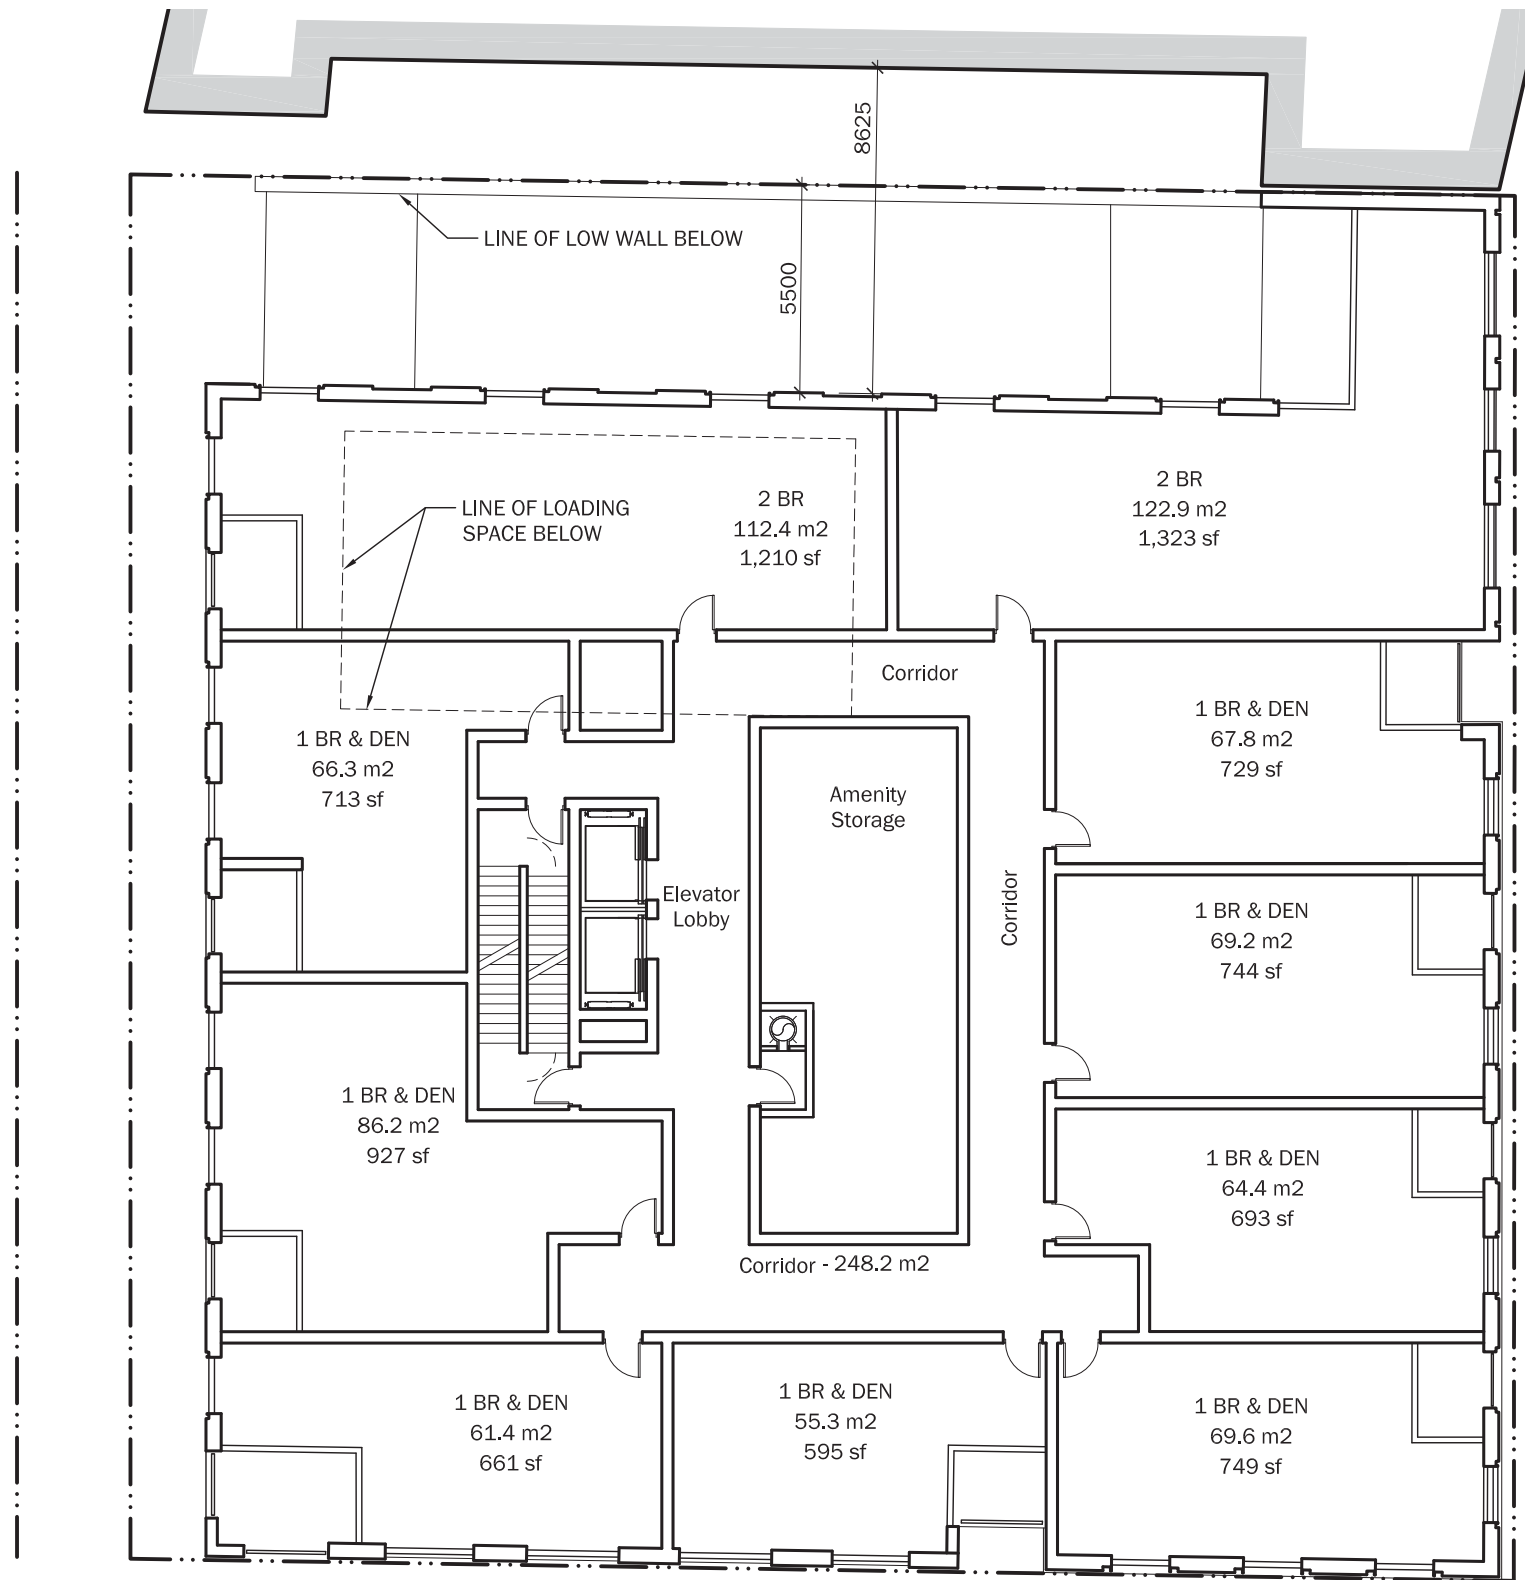 8625
LINE OF LOW WALL BELOW
5500
LINE OF LOADING
SPACE BELOW
2 BR
112.4 m2
1,210 sf
2 BR
122.9 m2
1,323 sf
Corridor
1 BR & DEN
66.3 m2
713 sf
1 BR & DEN
67.8 m2
729 sf
Amenity
Storage
Elevator
Lobby
Corridor
1 BR & DEN
69.2 m2
744 sf
1 BR & DEN
86.2 m2
927 sf
1 BR & DEN
64.4 m2
693 sf
Corridor - 248.2 m2
1 BR & DEN
61.4 m2
661 sf
1 BR & DEN
55.3 m2
595 sf
1 BR & DEN
69.6 m2
749 sf